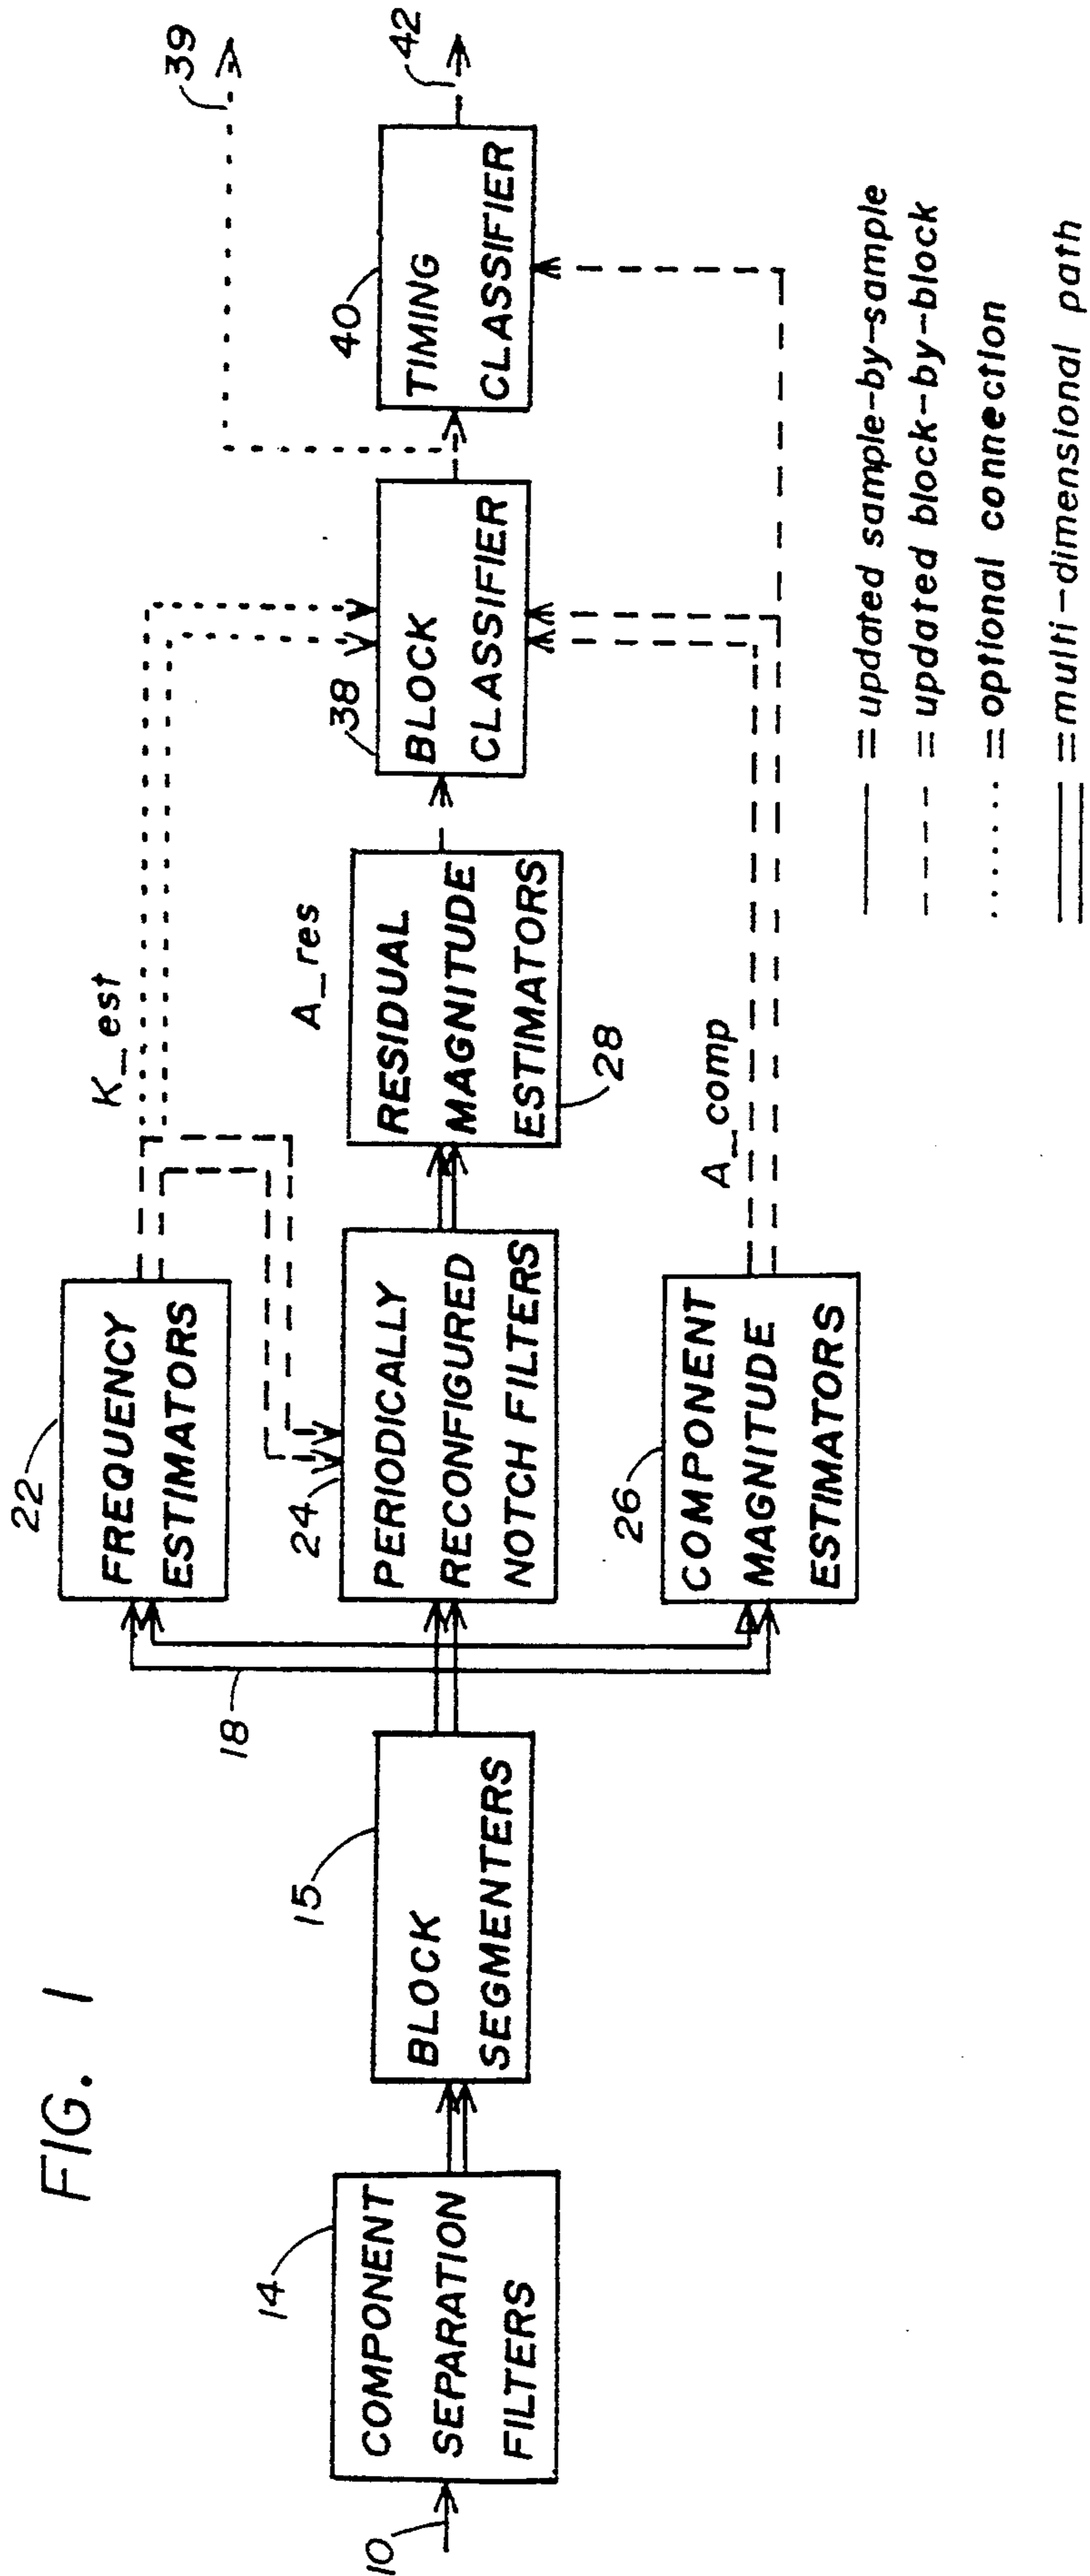 FIG. 1
10
14
COMPONENT
SEPARATION
FILTERS
15
BLOCK
SEGMENTERS
18
22
FREQUENCY
ESTIMATORS
K_est
24
PERIODICALLY
RECONFIGURED
NOTCH FILTERS
26
COMPONENT
MAGNITUDE
ESTIMATORS
A_comp
A_res
RESIDUAL
MAGNITUDE
ESTIMATORS
28
38
BLOCK
CLASSIFIER
39
40
TIMING
CLASSIFIER
42
= updated sample-by-sample
= updated block-by-block
= optional connection
= multi-dimensional path